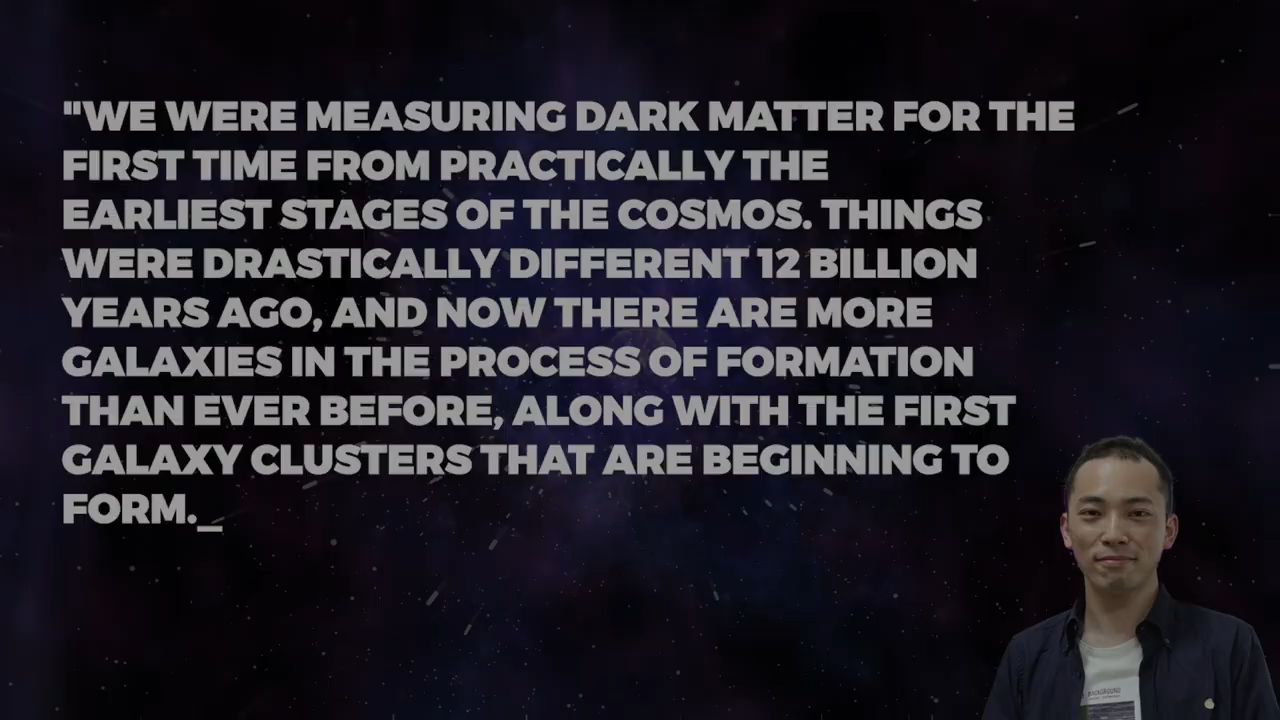 "WE WERE MEASURING DARK MATTER FOR THE
FIRST TIME FROM PRACTICALLY THE
EARLIEST STAGES OF THE COSMOS. THINGS
WERE DRASTICALLY DIFFERENT 12 BILLION
YEARS AGO, AND NOW THERE ARE MORE
GALAXIES IN THE PROCESS OF FORMATION
THAN EVER BEFORE, ALONG WITH THE FIRST
GALAXY CLUSTERS THAT ARE BEGINNING TO
FORM._
BACKGROUND